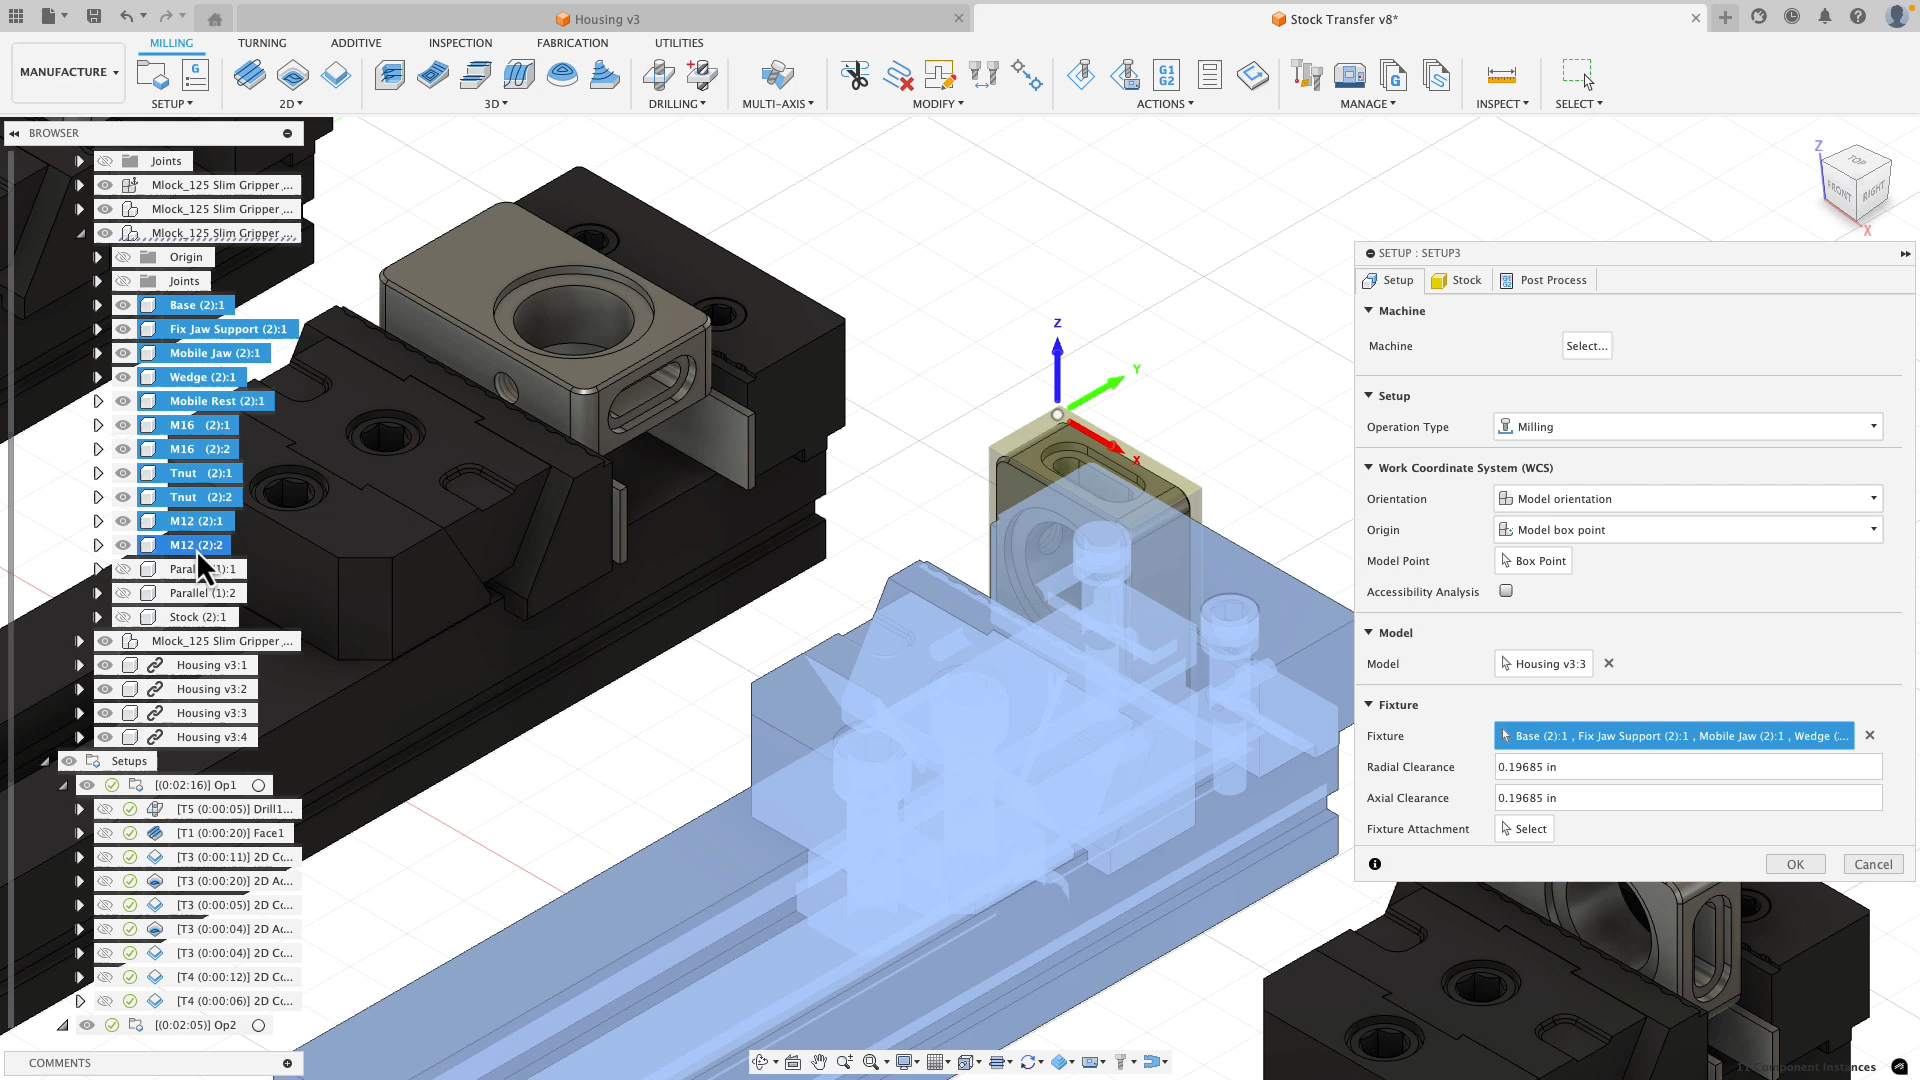 Housing v3
Stock Transfer v8*
MANUFACTURE
MILLING
TURNING
ADDITIVE
INSPECTION
FABRICATION
UTILITIES
SETUP
2D
3D
DRILLING
MULTI-AXIS
MODIFY
ACTIONS
MANAGE
INSPECT
SELECT
BROWSER
Joints
Mlock_125 Slim Gripper ,...
Mlock_125 Slim Gripper ,...
Mlock_125 Slim Gripper ,...
Origin
Joints
Base (2):1
Fix Jaw Support (2):1
Mobile Jaw (2):1
Wedge (2):1
Mobile Rest (2):1
M16 (2):1
M16 (2):2
Tnut (2):1
Tnut (2):2
M12 (2):1
M12 (2):2
Parallel (1):1
Parallel (1):2
Stock (2):1
Mlock_125 Slim Gripper ,...
Housing v3:1
Housing v3:2
Housing v3:3
Housing v3:4
Setups
[(0:02:16)] Op1
[T5 (0:00:05)] Drill1...
[T1 (0:00:20)] Face1
[T3 (0:00:11)] 2D Co...
[T3 (0:00:20)] 2D Ad...
[T3 (0:00:05)] 2D Co...
[T3 (0:00:04)] 2D Ad...
[T3 (0:00:04)] 2D Co...
[T4 (0:00:12)] 2D Co...
[T4 (0:00:06)] 2D Co...
[(0:02:05)] Op2
COMMENTS
Z
Y
X
Z
TOP
FRONT
RIGHT
X
SETUP : SETUP3
Setup
Stock
Post Process
Machine
Machine
Select...
Setup
Operation Type
Milling
Work Coordinate System (WCS)
Orientation
Model orientation
Origin
Model box point
Model Point
Box Point
Accessibility Analysis
Model
Model
Housing v3:3
Fixture
Fixture
Base (2):1 , Fix Jaw Support (2):1 , Mobile Jaw (2):1 , Wedge (...
Radial Clearance
0.19685 in
Axial Clearance
0.19685 in
Fixture Attachment
Select
OK
Cancel
11 Component Instances